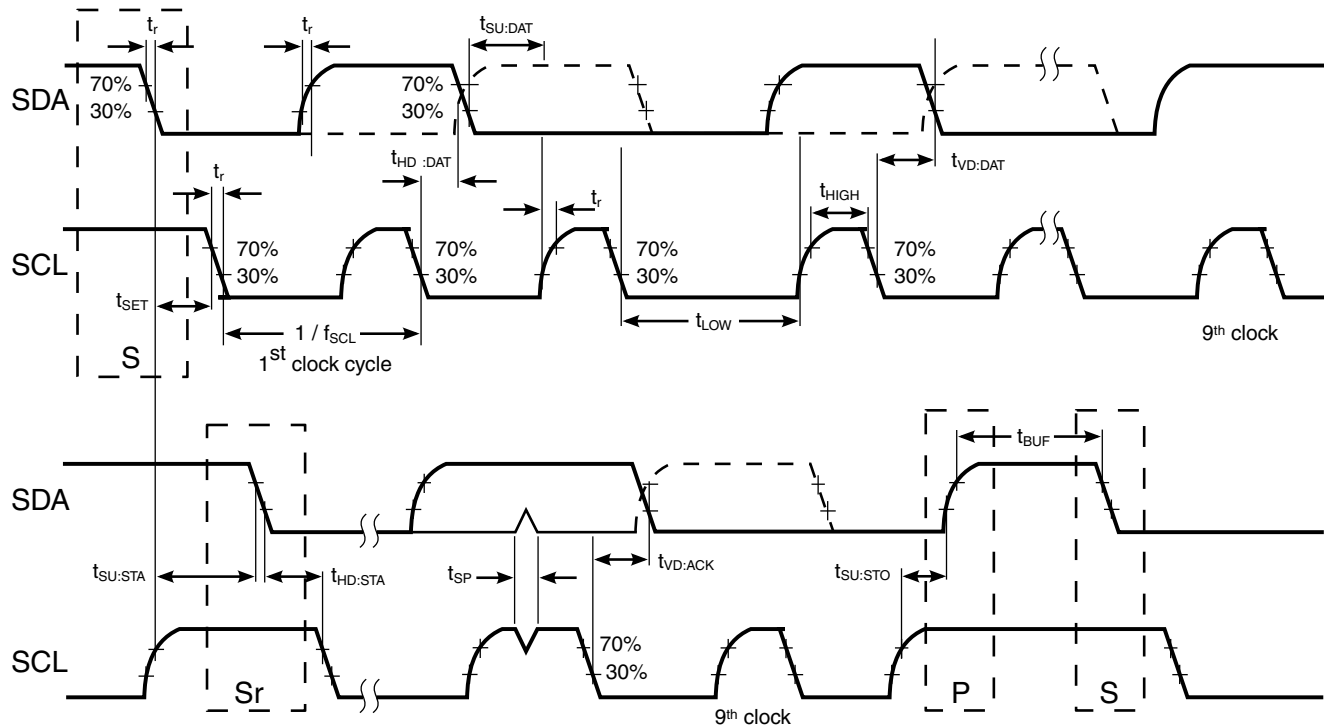 tr tr tSU:DAT
SDA 70% 70%
30% 30%
tHD :DAT tVD:DAT
tr tr tHIGH
SCL 70% 70% 70% 70%
30% 30% 30% 30%
tSET
1 / fSCL tLOW
1st clock cycle 9th clock
S
tBUF
SDA
tSU:STA tHD:STA tSP tVD:ACK tSU:STO
SCL 70%
30%
Sr P S
9th clock